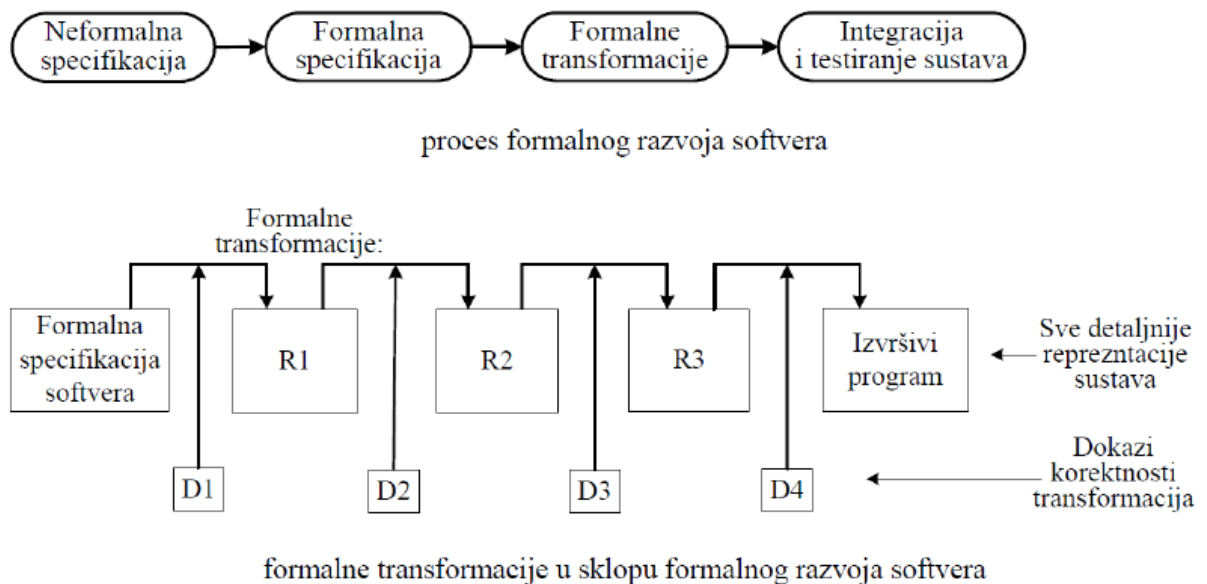 Neformalna
specifikacija
Formalna
specifikacija
Formalne
transformacije
Integracija
i testiranje sustava
proces formalnog razvoja softvera
Formalne
transformacije:
Formalna
specifikacija
softvera
R1
R2
R3
Izvršivi
program
Sve detaljnije
reprezntacije
sustava
D1
D2
D3
D4
Dokazi
korektnosti
transformacija
formalne transformacije u sklopu formalnog razvoja softvera